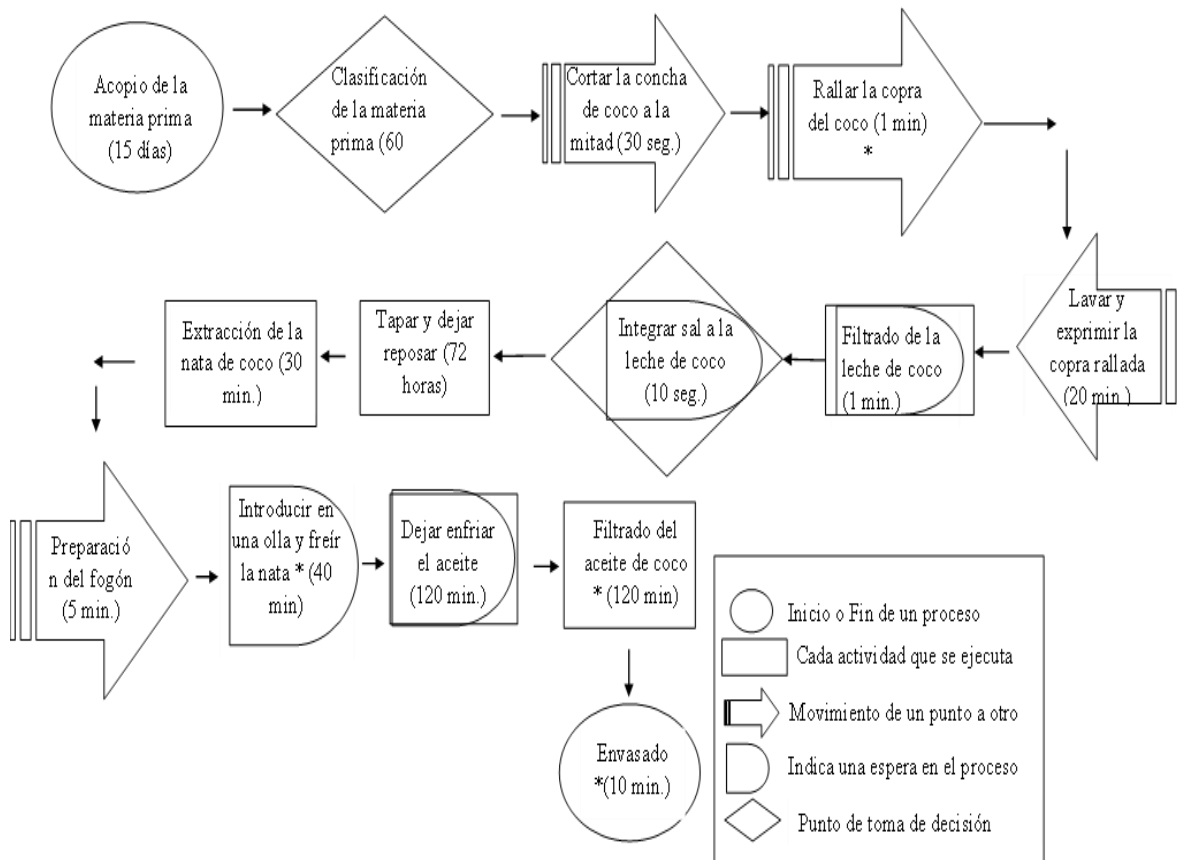 Acopio de la
materia prima
(15 días)
Clasificación
de la materia
prima (60
Cortar la concha
de coco a la
mitad (30 seg.)
Rallar la copra
del coco (1 min)
*
Lavar y
exprimir la
copra rallada
(20 min.)
Filtrado de la
leche de coco
(1 min.)
Integrar sal a la
leche de coco
(10 seg.)
Tapar y dejar
reposar (72
horas)
Extracción de la
nata de coco (30
min.)
Preparació
n del fogón
(5 min.)
Introducir en
una olla y freír
la nata * (40
min)
Dejar enfriar
el aceite
(120 min.)
Filtrado del
aceite de coco
* (120 min)
Envasado
*(10 min.)
Inicio o Fin de un proceso
Cada actividad que se ejecuta
Movimiento de un punto a otro
Indica una espera en el proceso
Punto de toma de decisión